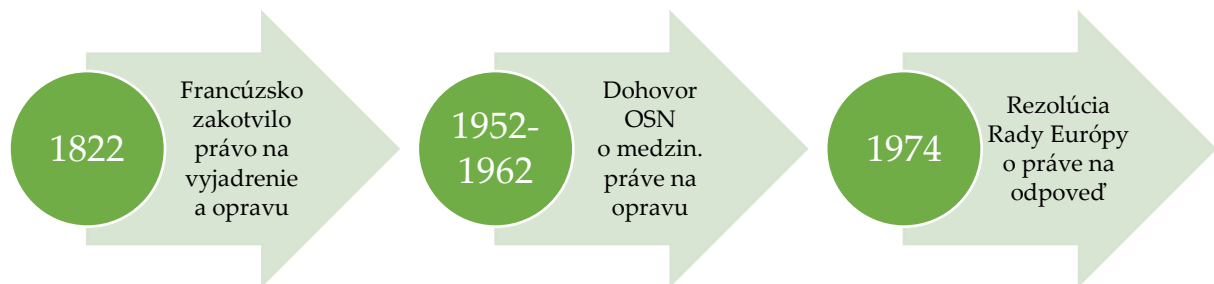 1822
Francúzsko
zakotvilo
právo na
vyjadrenie
a opravu
1952-
1962
Dohovor
OSN
o medzin.
práve na
opravu
1974
Rezolúcia
Rady Európy
o práve na
odpoveď